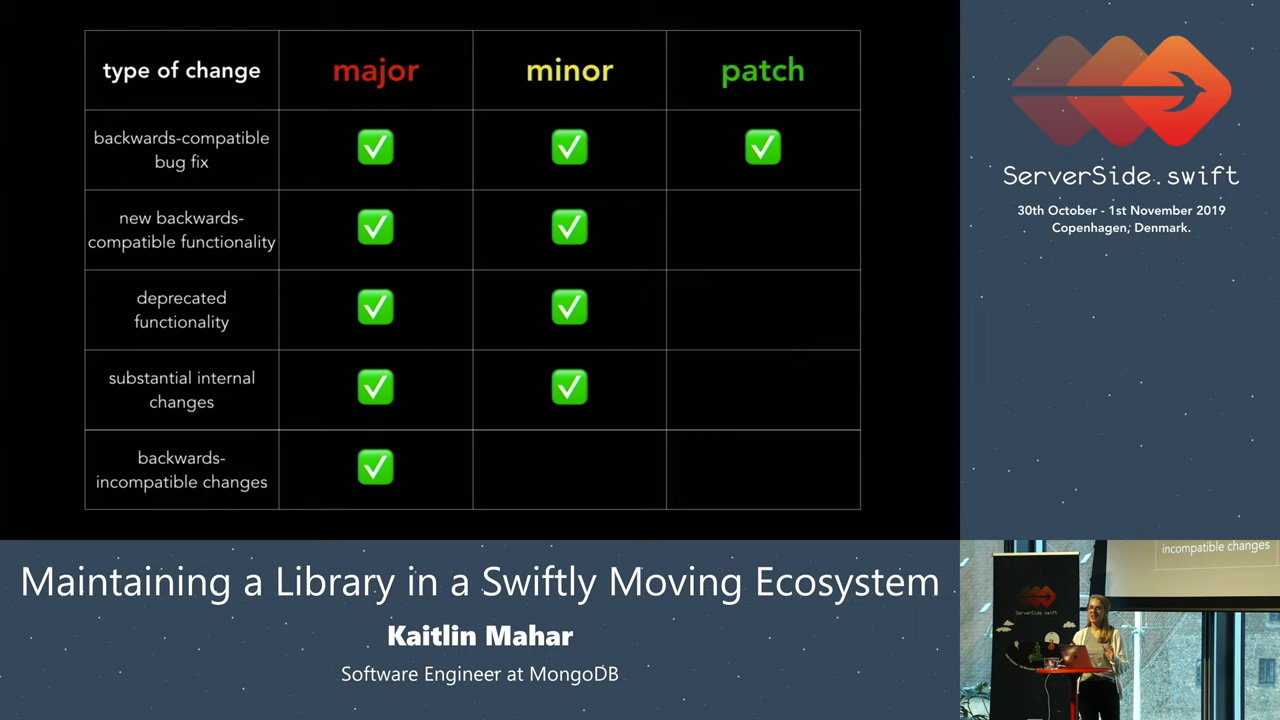 type of change major minor patch
backwards-compatible
bug fix
✅ ✅ ✅
new backwards-
compatible functionality
✅ ✅
deprecated
functionality
✅ ✅
substantial internal
changes
✅ ✅
backwards-
incompatible changes
✅
ServerSide.swift
30th October - 1st November 2019
Copenhagen, Denmark.
Maintaining a Library in a Swiftly Moving Ecosystem
Kaitlin Mahar
Software Engineer at MongoDB
incompatible changes
ServerSide.swift